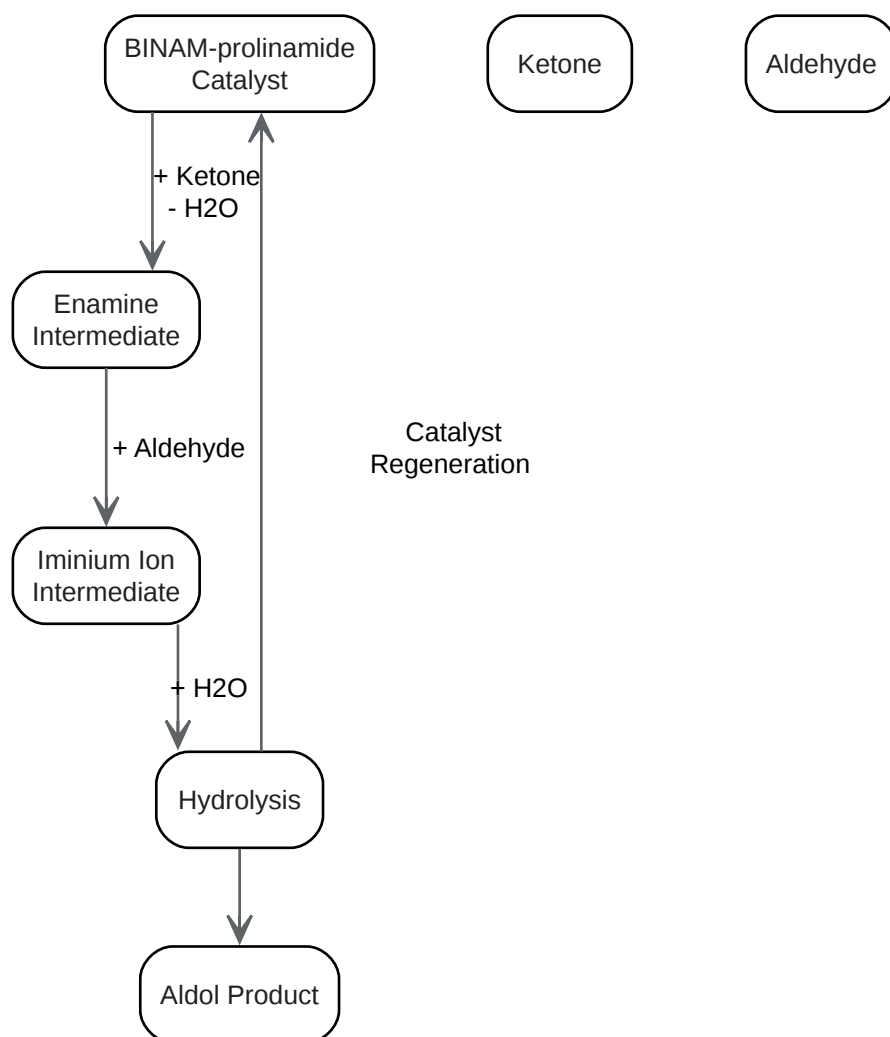 BINAM-prolinamide
Catalyst
Ketone
Aldehyde
+ Ketone
- H2O
Enamine
Intermediate
+ Aldehyde
Catalyst
Regeneration
Iminium Ion
Intermediate
+ H2O
Hydrolysis
Aldol Product